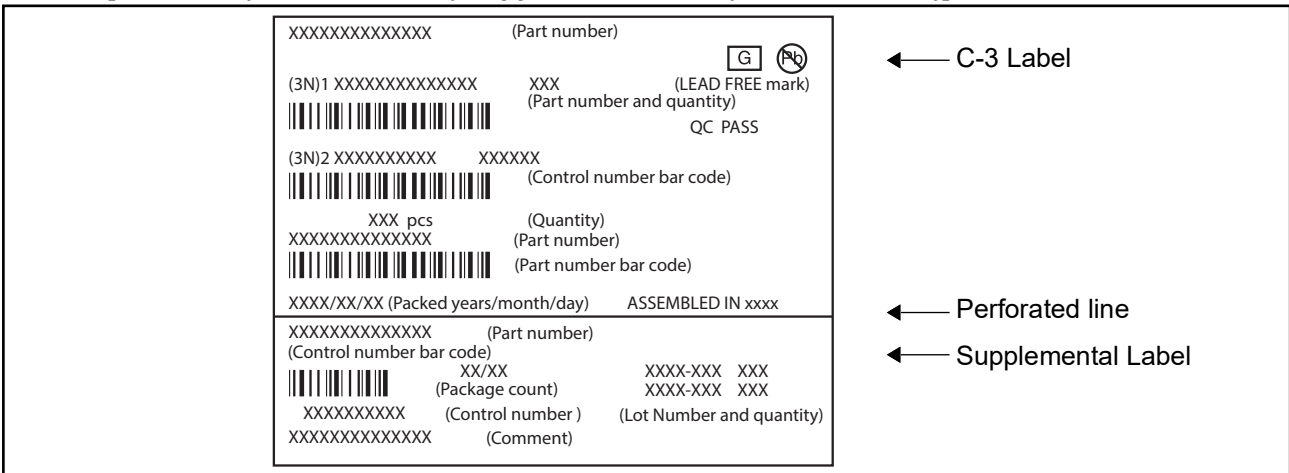 XXXXXXXXXXXXXX (Part number)
G Pb
C-3 Label
(3N)1 XXXXXXXXXXXXXX XXX (LEAD FREE mark)
(Part number and quantity)
QC PASS
(3N)2 XXXXXXXXXX XXXXXX
(Control number bar code)
XXX pcs (Quantity)
XXXXXXXXXXXXXX (Part number)
(Part number bar code)
XXXX/XX/XX (Packed years/month/day) ASSEMBLED IN xxxx
Perforated line
XXXXXXXXXXXXXX (Part number)
(Control number bar code)
Supplemental Label
XX/XX XXXX-XXX XXX
(Package count) XXXX-XXX XXX
XXXXXXXXXX (Control number ) (Lot Number and quantity)
XXXXXXXXXXXXXX (Comment)